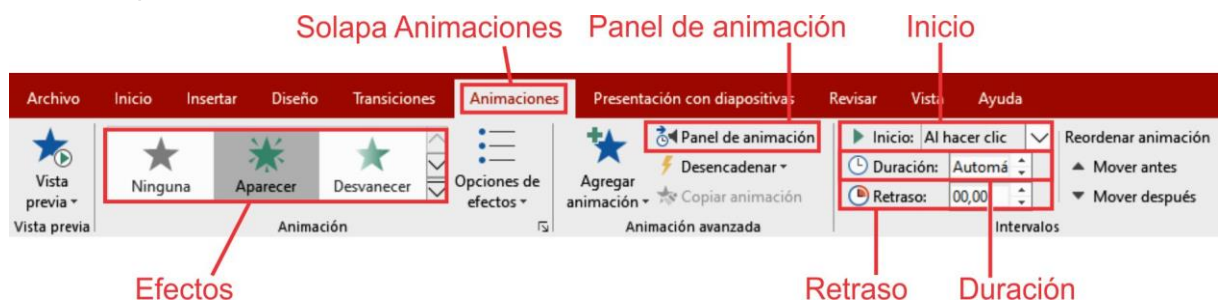 Solapa Animaciones Panel de animación Inicio
Archivo Inicio Insertar Diseño Transiciones Animaciones Presentación con diapositivas Revisar Vista Ayuda
Vista previa
Ninguna Aparecer Desvanecer
Opciones de efectos
Agregar animación
Panel de animación
Desencadenar
Copiar animación
Inicio: Al hacer clic
Duración: Automá
Retraso: 00,00
Reordenar animación
Mover antes
Mover después
Vista previa Animación Animación avanzada Intervalos
Efectos Retraso Duración